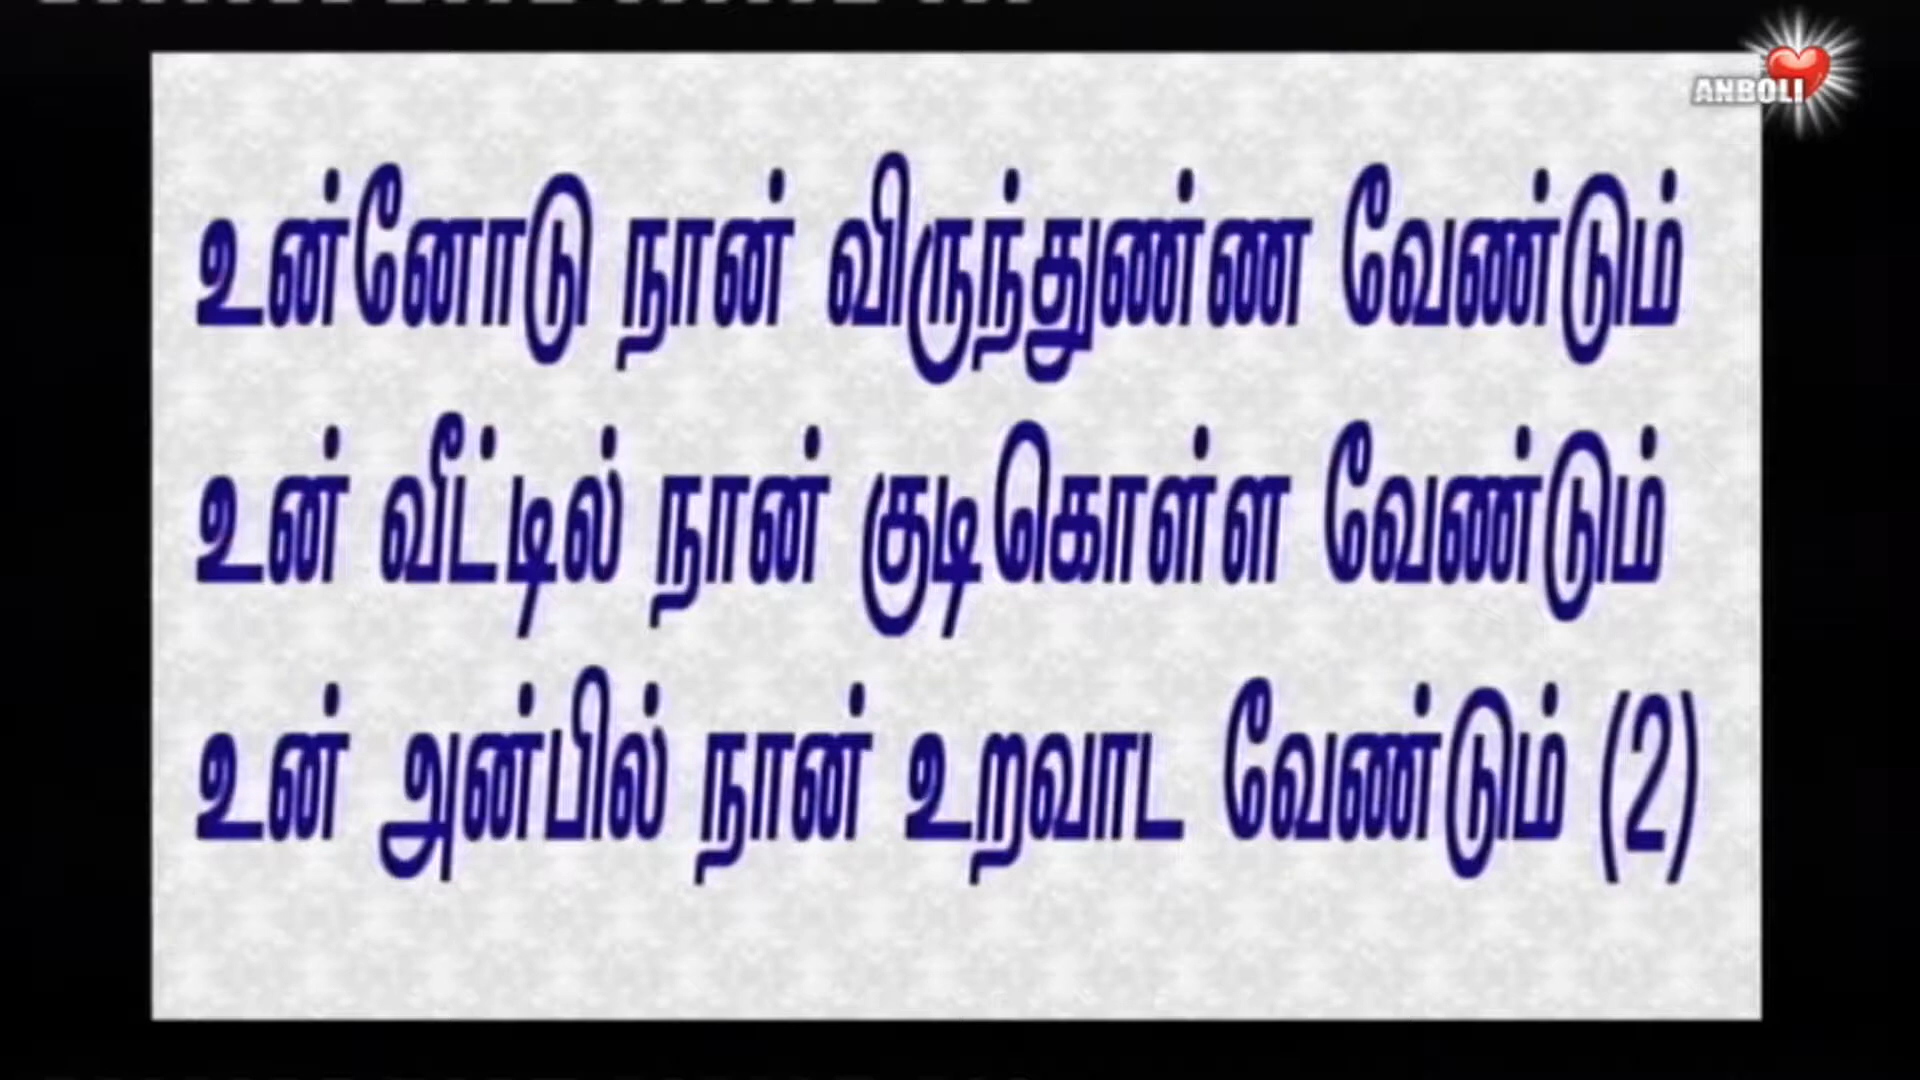 ANBOLI
உன்னோடு நான் விருந்துண்ண வேண்டும்
உன் வீட்டில் நான் குடிகொள்ள வேண்டும்
உன் அன்பில் நான் உறவாட வேண்டும் (2)